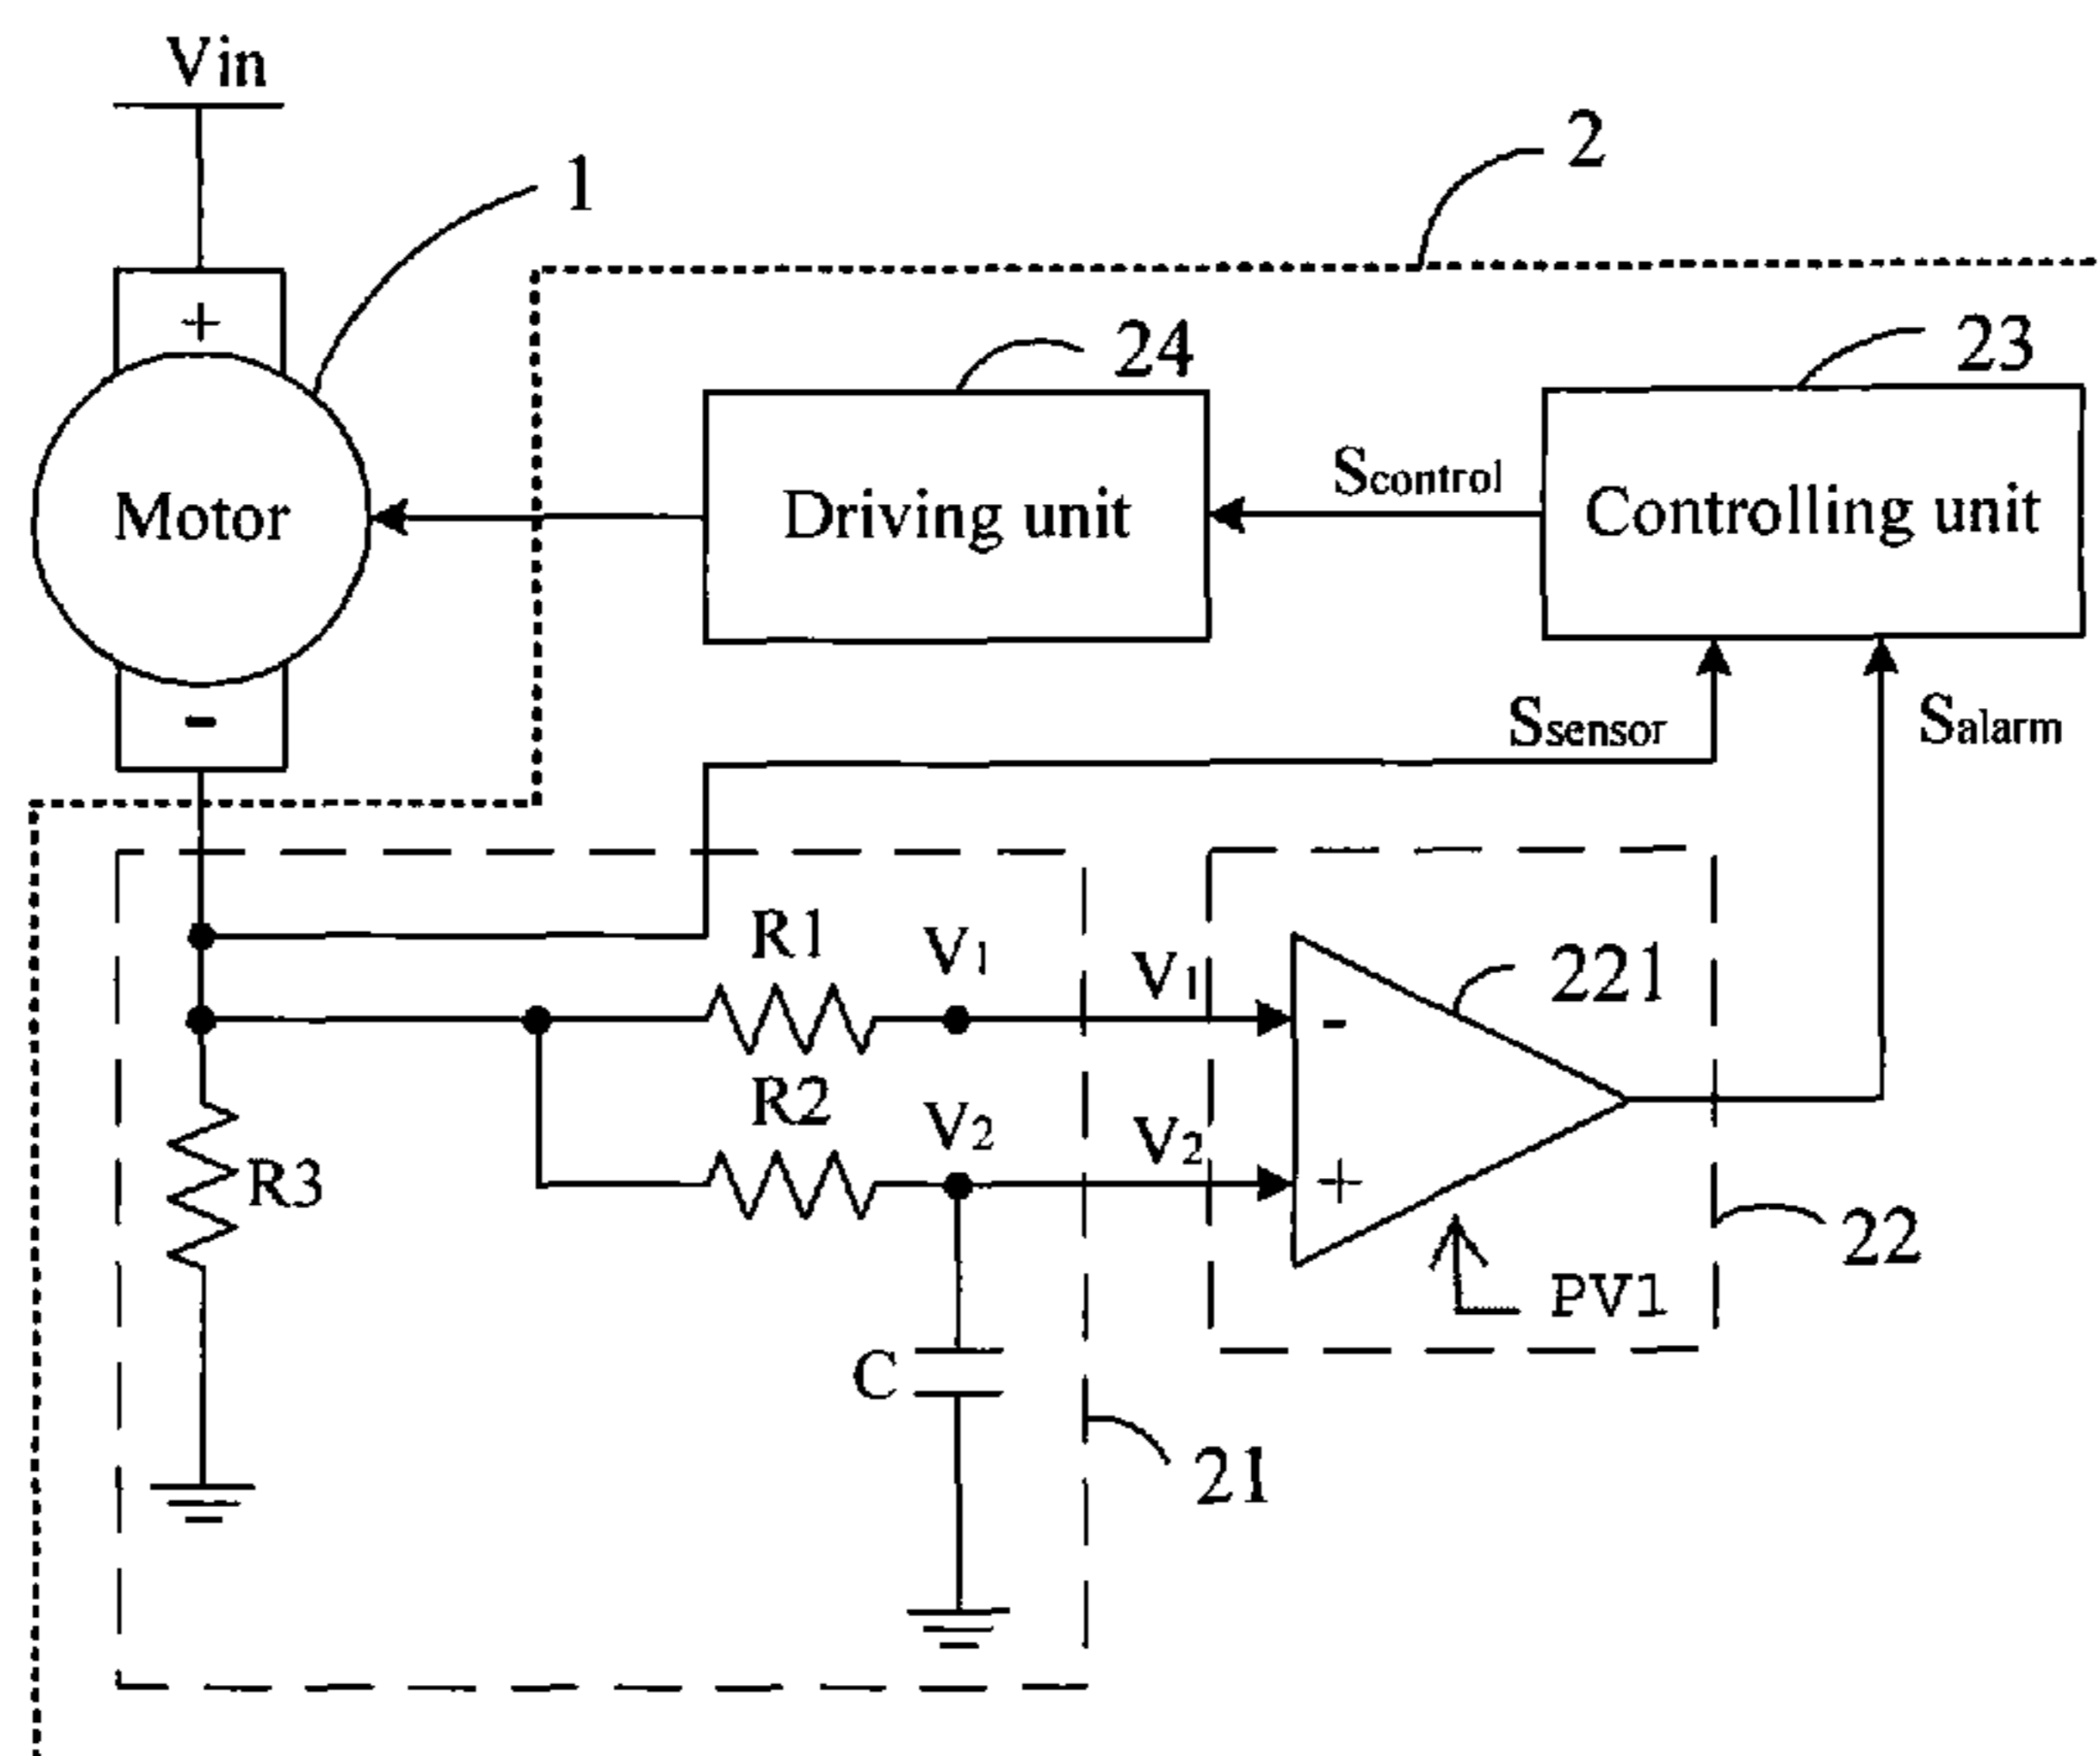 Vin
1
2
+
24
23
Motor
Driving unit
Scontrol
Controlling unit
-
Ssensor
Salarm
R1
V1
V1
221
-
R2
V2
V2
+
R3
22
PV1
C
21